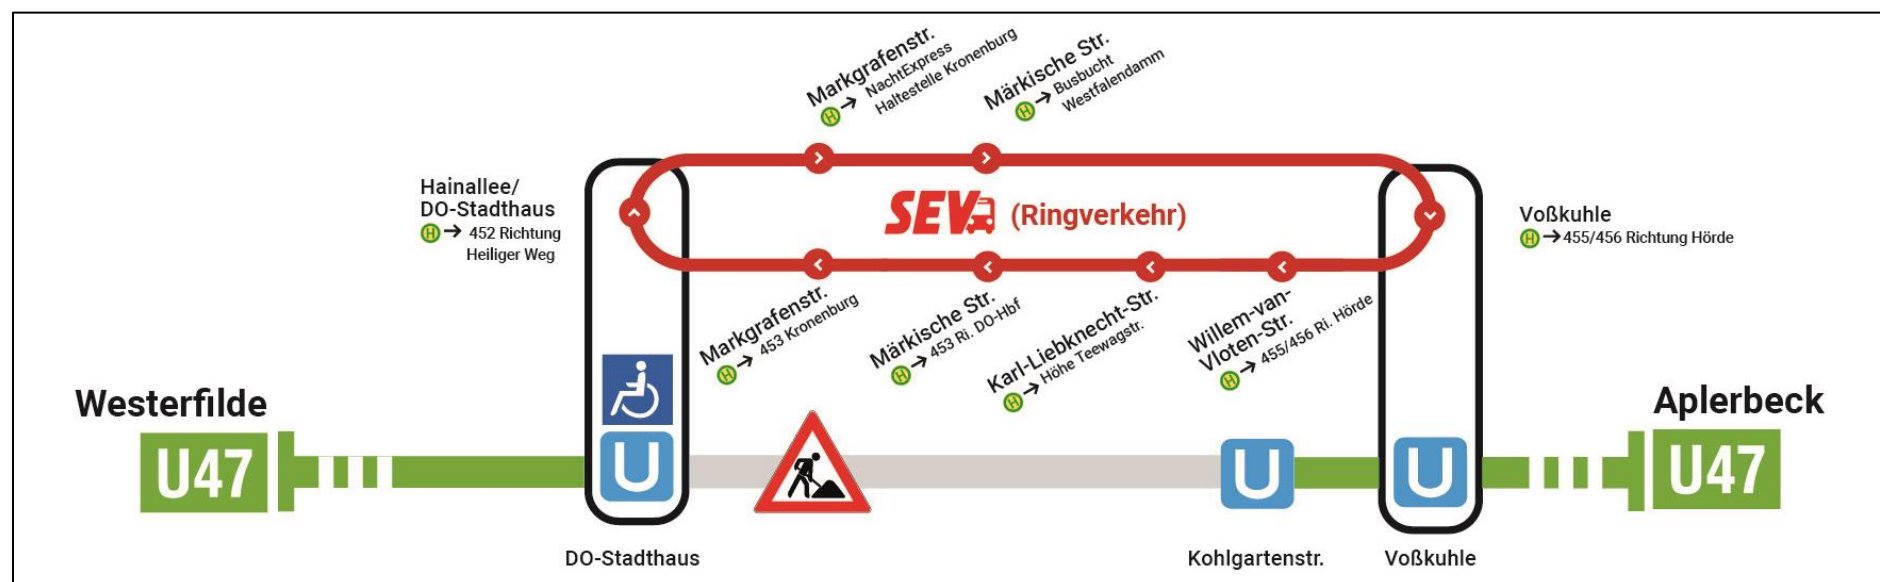 Markgrafenstr.
H → NachtExpress
Haltestelle Kronenburg
Märkische Str.
H → Busbucht
Westfalendamm
Hainallee/
DO-Stadthaus
H → 452 Richtung
Heiliger Weg
SEV (Ringverkehr)
Voßkuhle
H → 455/456 Richtung Hörde
Markgrafenstr.
H → 453 Kronenburg
Märkische Str.
H → 453 Ri. DO-Hbf
Karl-Liebknecht-Str.
H → Höhe Teewagstr.
Willem-van-
Vloten-Str.
H → 455/456 Ri. Hörde
Westerfilde
U47
U
U
U
Aplerbeck
U47
DO-Stadthaus
Kohlgartenstr.
Voßkuhle